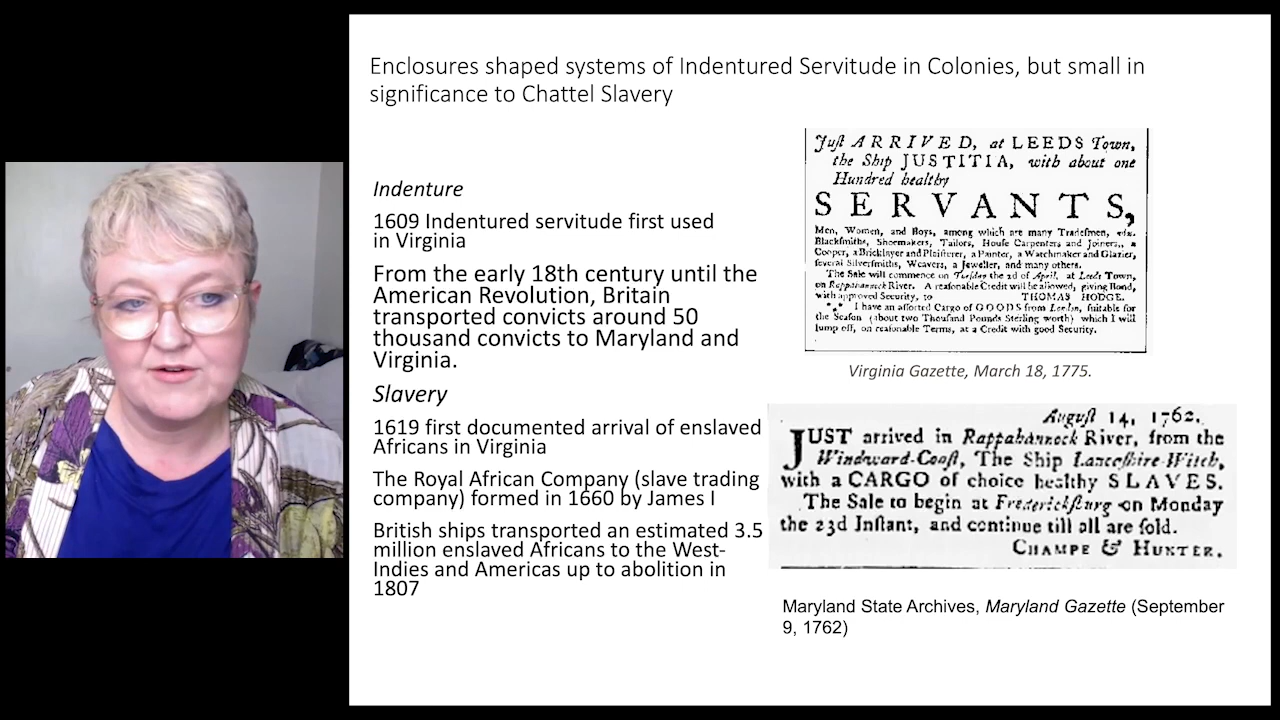 Enclosures shaped systems of Indentured Servitude in Colonies, but small in
significance to Chattel Slavery
Indenture
1609 Indentured servitude first used
in Virginia
From the early 18th century until the
American Revolution, Britain
transported convicts around 50
thousand convicts to Maryland and
Virginia.
Slavery
1619 first documented arrival of enslaved
Africans in Virginia
The Royal African Company (slave trading
company) formed in 1660 by James I
British ships transported an estimated 3.5
million enslaved Africans to the West-
Indies and Americas up to abolition in
1807
Juſt ARRIVED, at LEEDS Town,
the Ship JUSTITIA, with about one
Hundred healthy
SERVANTS,
Men, Women, and Boys, among which are many Tradeſmen, viz.
Blackſmiths, Shoemakers, Tailors, Houſe Carpenters and Joiners, a
Cooper, a Bricklayer and Plaiſterer, a Painter, a Watchmaker and Glazier,
ſeveral Silverſmiths, Weavers, a Jeweller, and many others.
The Sale will commence on Tueſday the 2d of April, at Leeds Town,
on Rappahannock River. A reaſonable Credit will be allowed, giving Bond,
with approved Security, to THOMAS HODGE.
*⁎* I have an aſſorted Cargo of GOODS from London, ſuitable for
the Seaſon (about two Thouſand Pounds Sterling worth) which I will
lump off, on reaſonable Terms, at a Credit with good Security.
Virginia Gazette, March 18, 1775.
Auguſt 14, 1762.
JUST arrived in Rappahannock River, from the
Windward-Coaſt, The Ship Lancaſhire-Witch,
with a CARGO of choice healthy SLAVES.
The Sale to begin at Frederickſburg on Monday
the 23d Inſtant, and continue till all are ſold.
CHAMPE & HUNTER.
Maryland State Archives, Maryland Gazette (September
9, 1762)